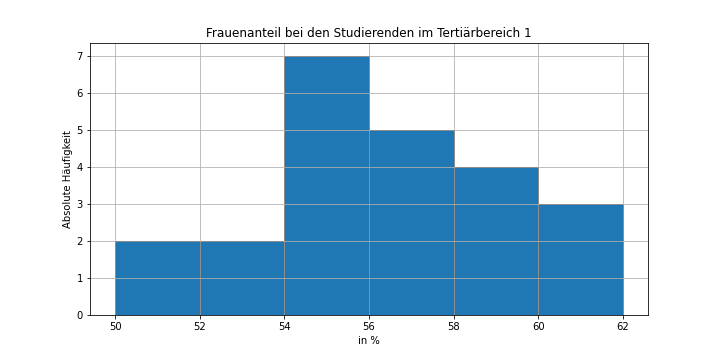 Frauenanteil bei den Studierenden im Tertiärbereich 1
Absolute Häufigkeit
7
6
5
4
3
2
1
0
50 52 54 56 58 60 62
in %